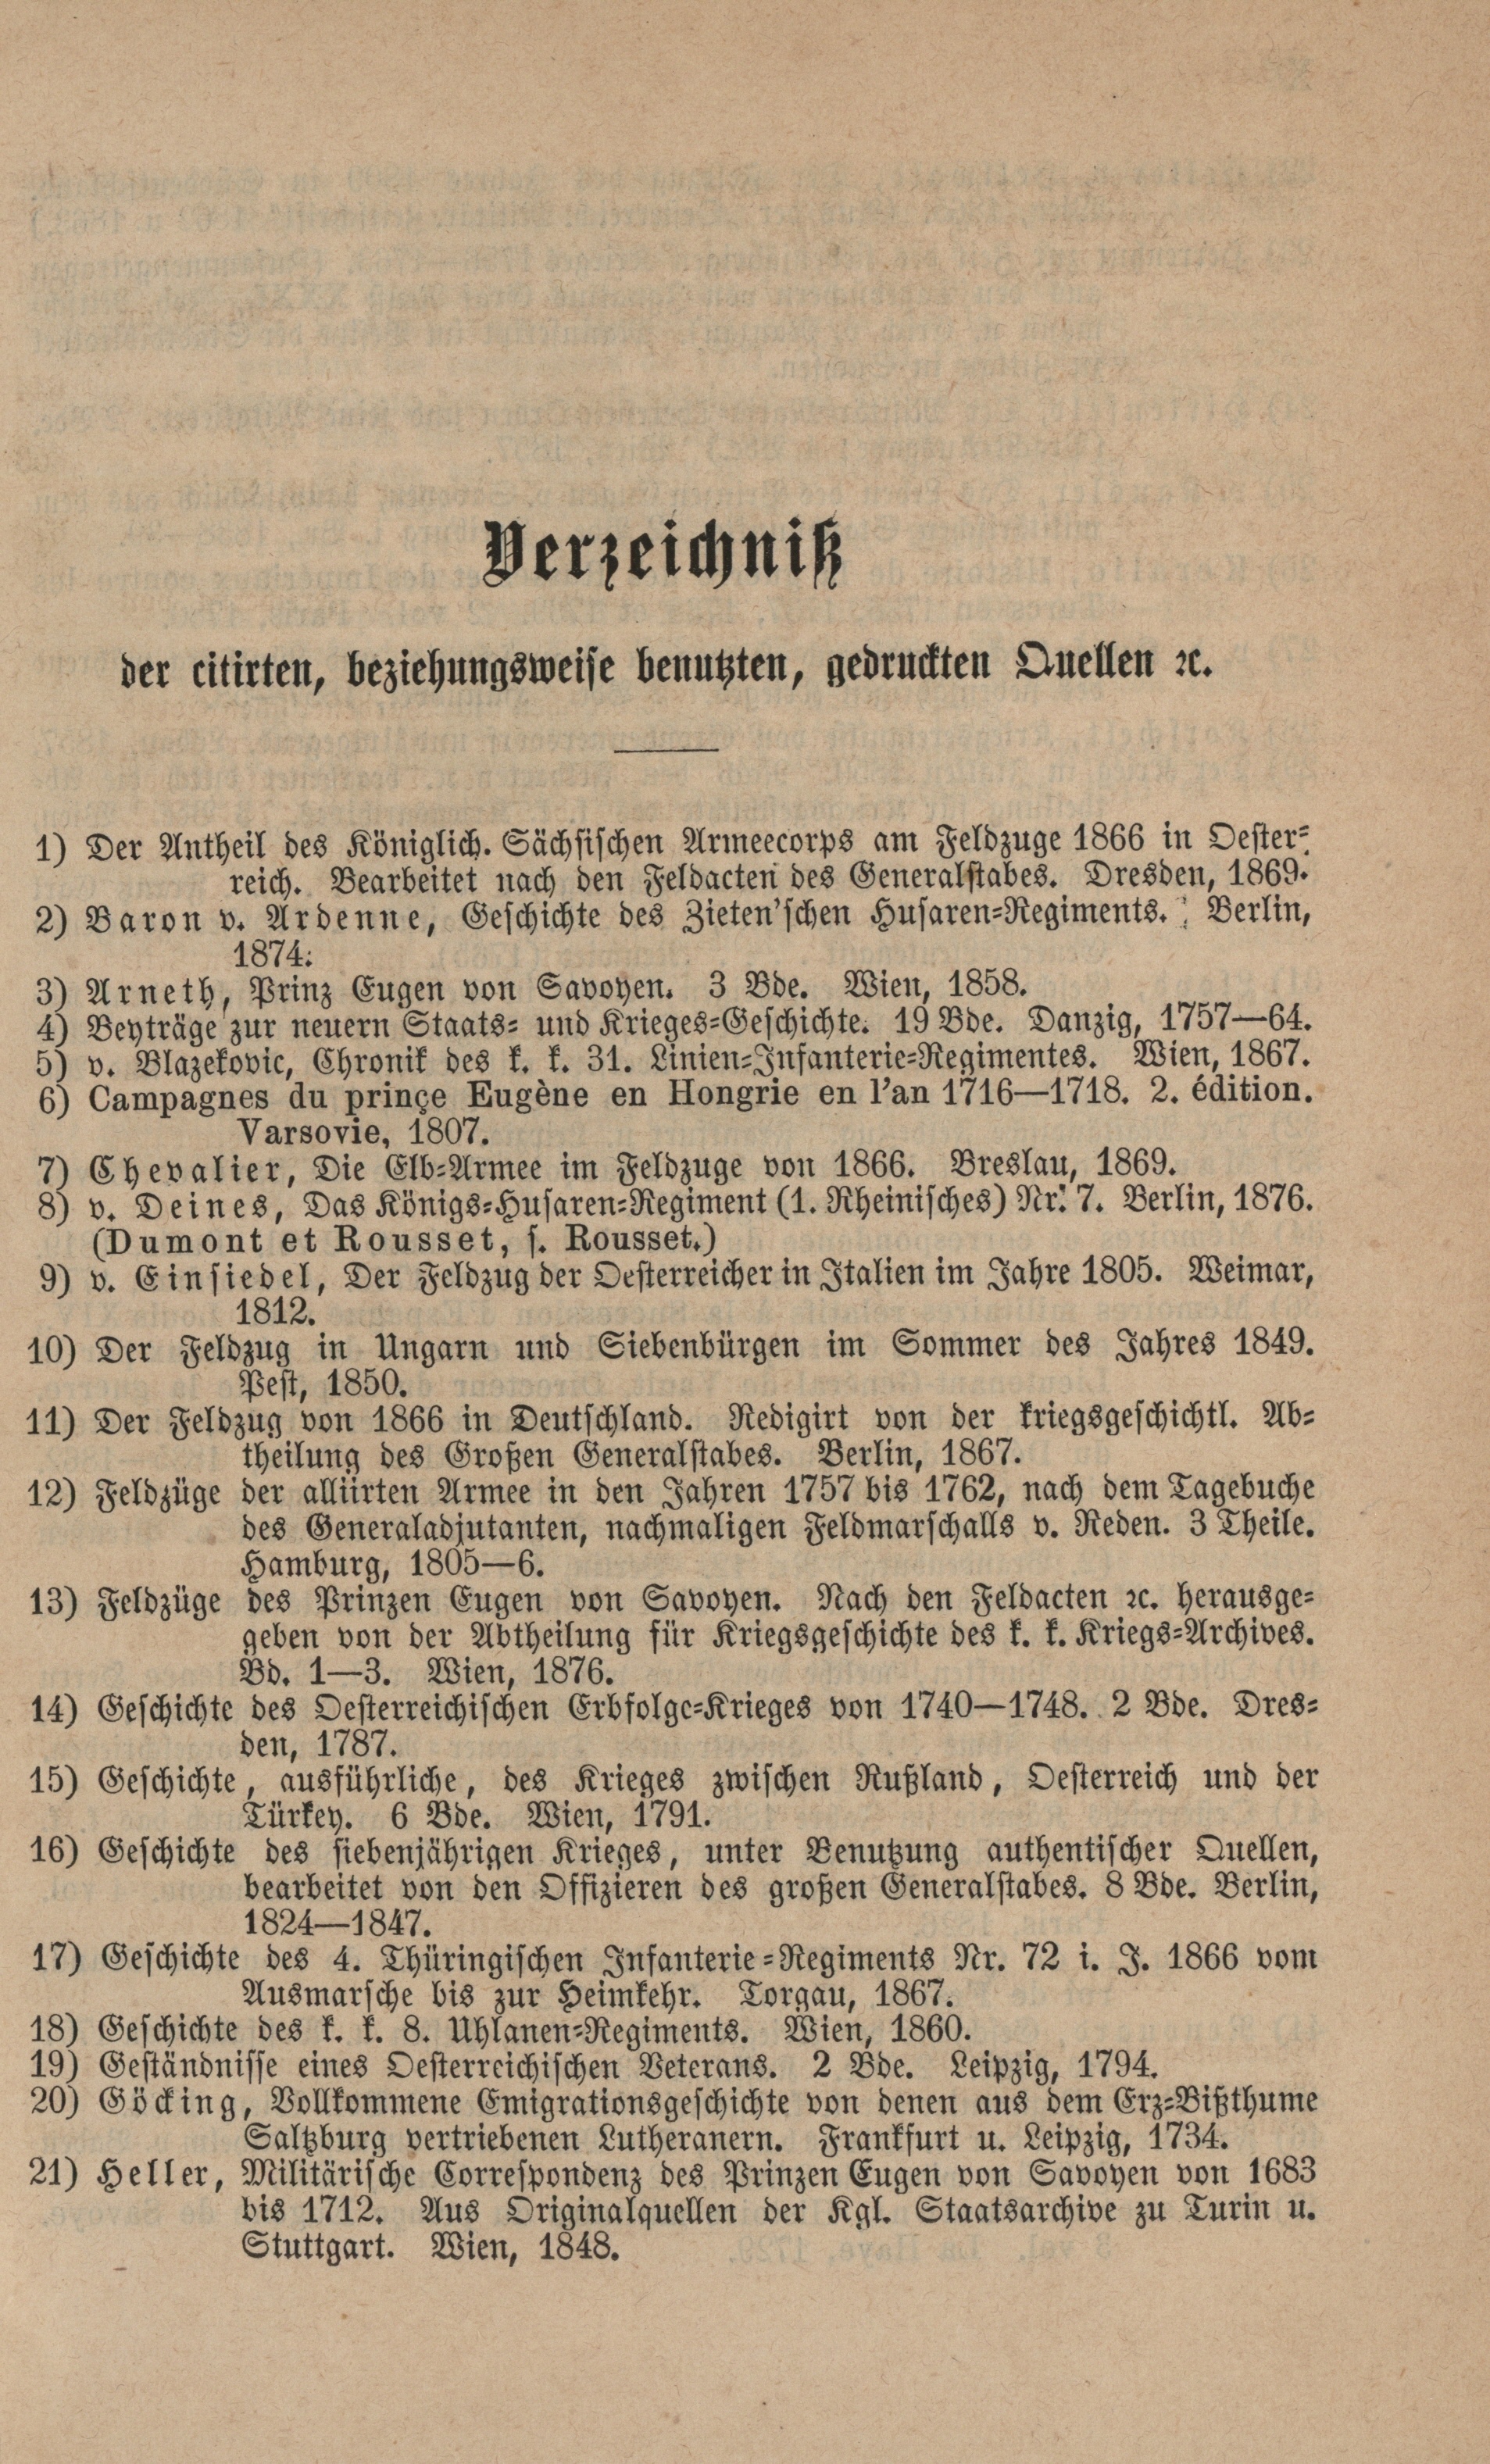 Verzeichniß
der citirten, beziehungsweise benutzten, gedruckten Quellen ꝛc.
1) Der Antheil des Königlich. Sächsischen Armeecorps am Feldzuge 1866 in Oester-
reich. Bearbeitet nach den Feldacten des Generalstabes. Dresden, 1869.
2) Baron v. Ardenne, Geschichte des Zieten'schen Husaren-Regiments. Berlin,
1874.
3) Arneth, Prinz Eugen von Savoyen. 3 Bde. Wien, 1858.
4) Beyträge zur neuern Staats- und Krieges-Geschichte. 19 Bde. Danzig, 1757—64.
5) v. Blazekovic, Chronik des k. k. 31. Linien-Infanterie-Regimentes. Wien, 1867.
6) Campagnes du prinçe Eugène en Hongrie en l'an 1716—1718. 2. édition.
Varsovie, 1807.
7) Chevalier, Die Elb-Armee im Feldzuge von 1866. Breslau, 1869.
8) v. Deines, Das Königs-Husaren-Regiment (1. Rheinisches) Nr. 7. Berlin, 1876.
(Dumont et Rousset, s. Rousset.)
9) v. Einsiedel, Der Feldzug der Oesterreicher in Italien im Jahre 1805. Weimar,
1812.
10) Der Feldzug in Ungarn und Siebenbürgen im Sommer des Jahres 1849.
Pest, 1850.
11) Der Feldzug von 1866 in Deutschland. Redigirt von der kriegsgeschichtl. Ab-
theilung des Großen Generalstabes. Berlin, 1867.
12) Feldzüge der alliirten Armee in den Jahren 1757 bis 1762, nach dem Tagebuche
des Generaladjutanten, nachmaligen Feldmarschalls v. Reden. 3 Theile.
Hamburg, 1805—6.
13) Feldzüge des Prinzen Eugen von Savoyen. Nach den Feldacten ꝛc. herausge-
geben von der Abtheilung für Kriegsgeschichte des k. k. Kriegs-Archives.
Bd. 1—3. Wien, 1876.
14) Geschichte des Oesterreichischen Erbfolge-Krieges von 1740—1748. 2 Bde. Dres-
den, 1787.
15) Geschichte, ausführliche, des Krieges zwischen Rußland, Oesterreich und der
Türkey. 6 Bde. Wien, 1791.
16) Geschichte des siebenjährigen Krieges, unter Benutzung authentischer Quellen,
bearbeitet von den Offizieren des großen Generalstabes. 8 Bde. Berlin,
1824—1847.
17) Geschichte des 4. Thüringischen Infanterie-Regiments Nr. 72 i. J. 1866 vom
Ausmarsche bis zur Heimkehr. Torgau, 1867.
18) Geschichte des k. k. 8. Uhlanen-Regiments. Wien, 1860.
19) Geständnisse eines Oesterreichischen Veterans. 2 Bde. Leipzig, 1794.
20) Göcking, Vollkommene Emigrationsgeschichte von denen aus dem Erz-Bißthume
Saltzburg vertriebenen Lutheranern. Frankfurt u. Leipzig, 1734.
21) Heller, Militärische Correspondenz des Prinzen Eugen von Savoyen von 1683
bis 1712. Aus Originalquellen der Kgl. Staatsarchive zu Turin u.
Stuttgart. Wien, 1848.